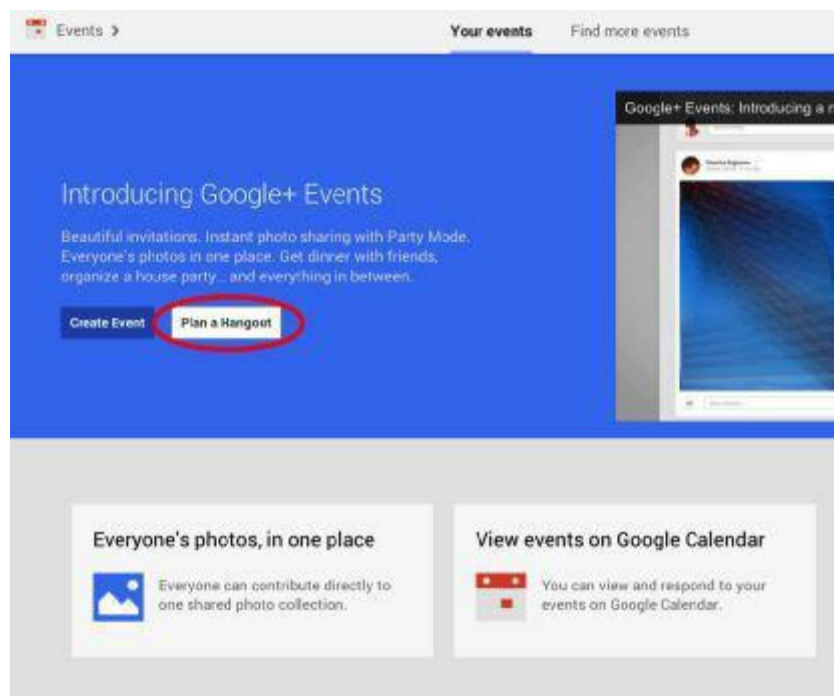 Events >
Your events
Find more events
Google+ Events: Introducing a
Introducing Google+ Events
Beautiful invitations. Instant photo sharing with Party Mode.
Everyone's photos in one place. Get dinner with friends,
organize a house party... and everything in between.
Create Event
Plan a Hangout
Everyone's photos, in one place
Everyone can contribute directly to
one shared photo collection.
View events on Google Calendar
You can view and respond to your
events on Google Calendar.